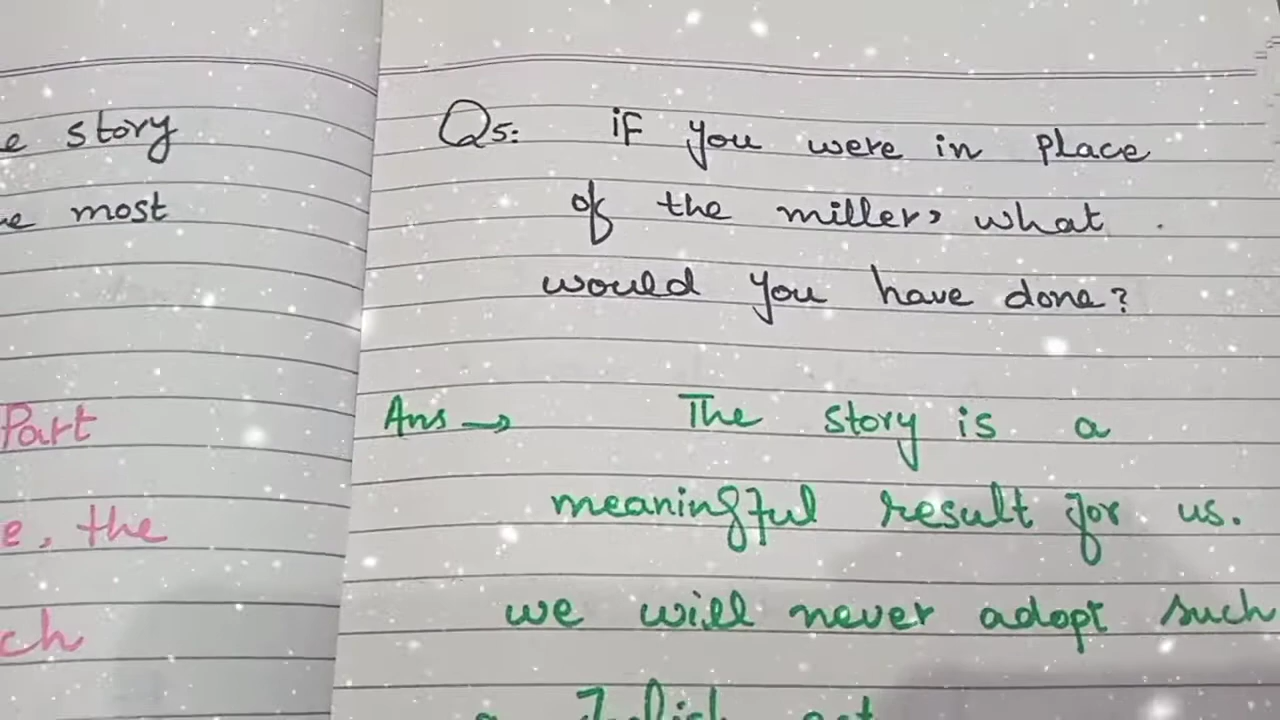 e story
e most
Part
e, the
ch
Q5: if you were in place
of the miller, what
would you have done?
Ans → The story is a
meaningful result for us.
we will never adopt such
a